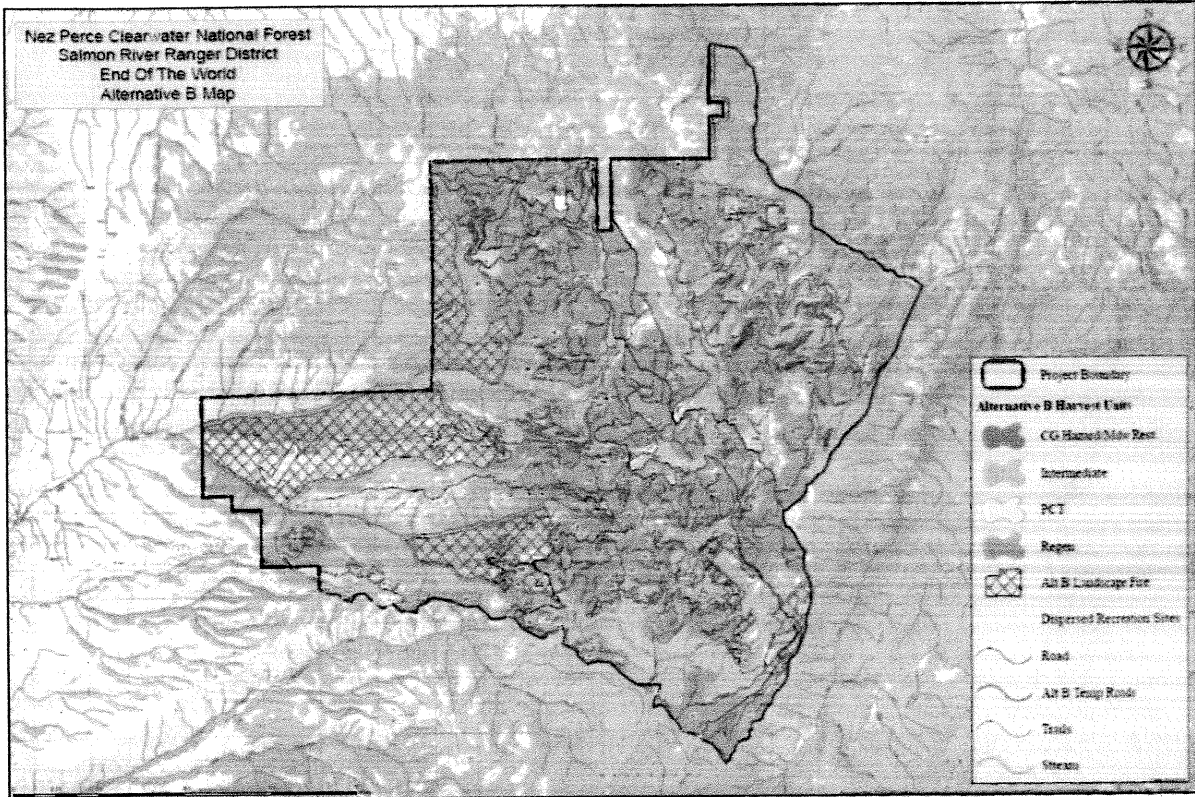 Nez Perce Clearwater National Forest
Salmon River Ranger District
End Of The World
Alternative B Map
Project Boundary
Alternative B Harvest Units
CG Hazard/Mdw Rest
Intermediate
PCT
Regen
Alt B Landscape Fire
Dispersed Recreation Sites
Road
Alt B Temp Roads
Trails
Stream